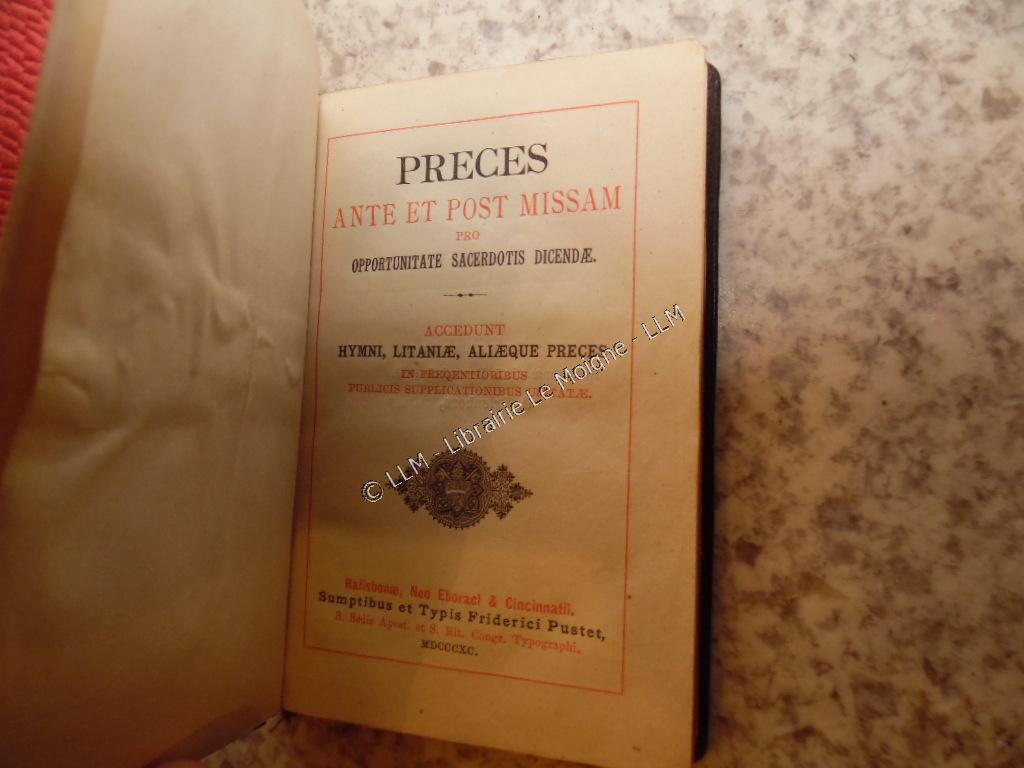 PRECES
ANTE ET POST MISSAM
PRO
OPPORTUNITATE SACERDOTIS DICENDÆ.
ACCEDUNT
HYMNI, LITANIÆ, ALIÆQUE PRECES
IN FREQENTIORIBUS
PUBLICIS SUPPLICATIONIBUS
© LLM - Librairie Le Moigne - LLM
Ratisbonæ, Neo Eboraci & Cincinnatii.
Sumptibus et Typis Friderici Pustet,
S. Sedis Apost. et S. Rit. Congr. Typographi.
MDCCCXC.